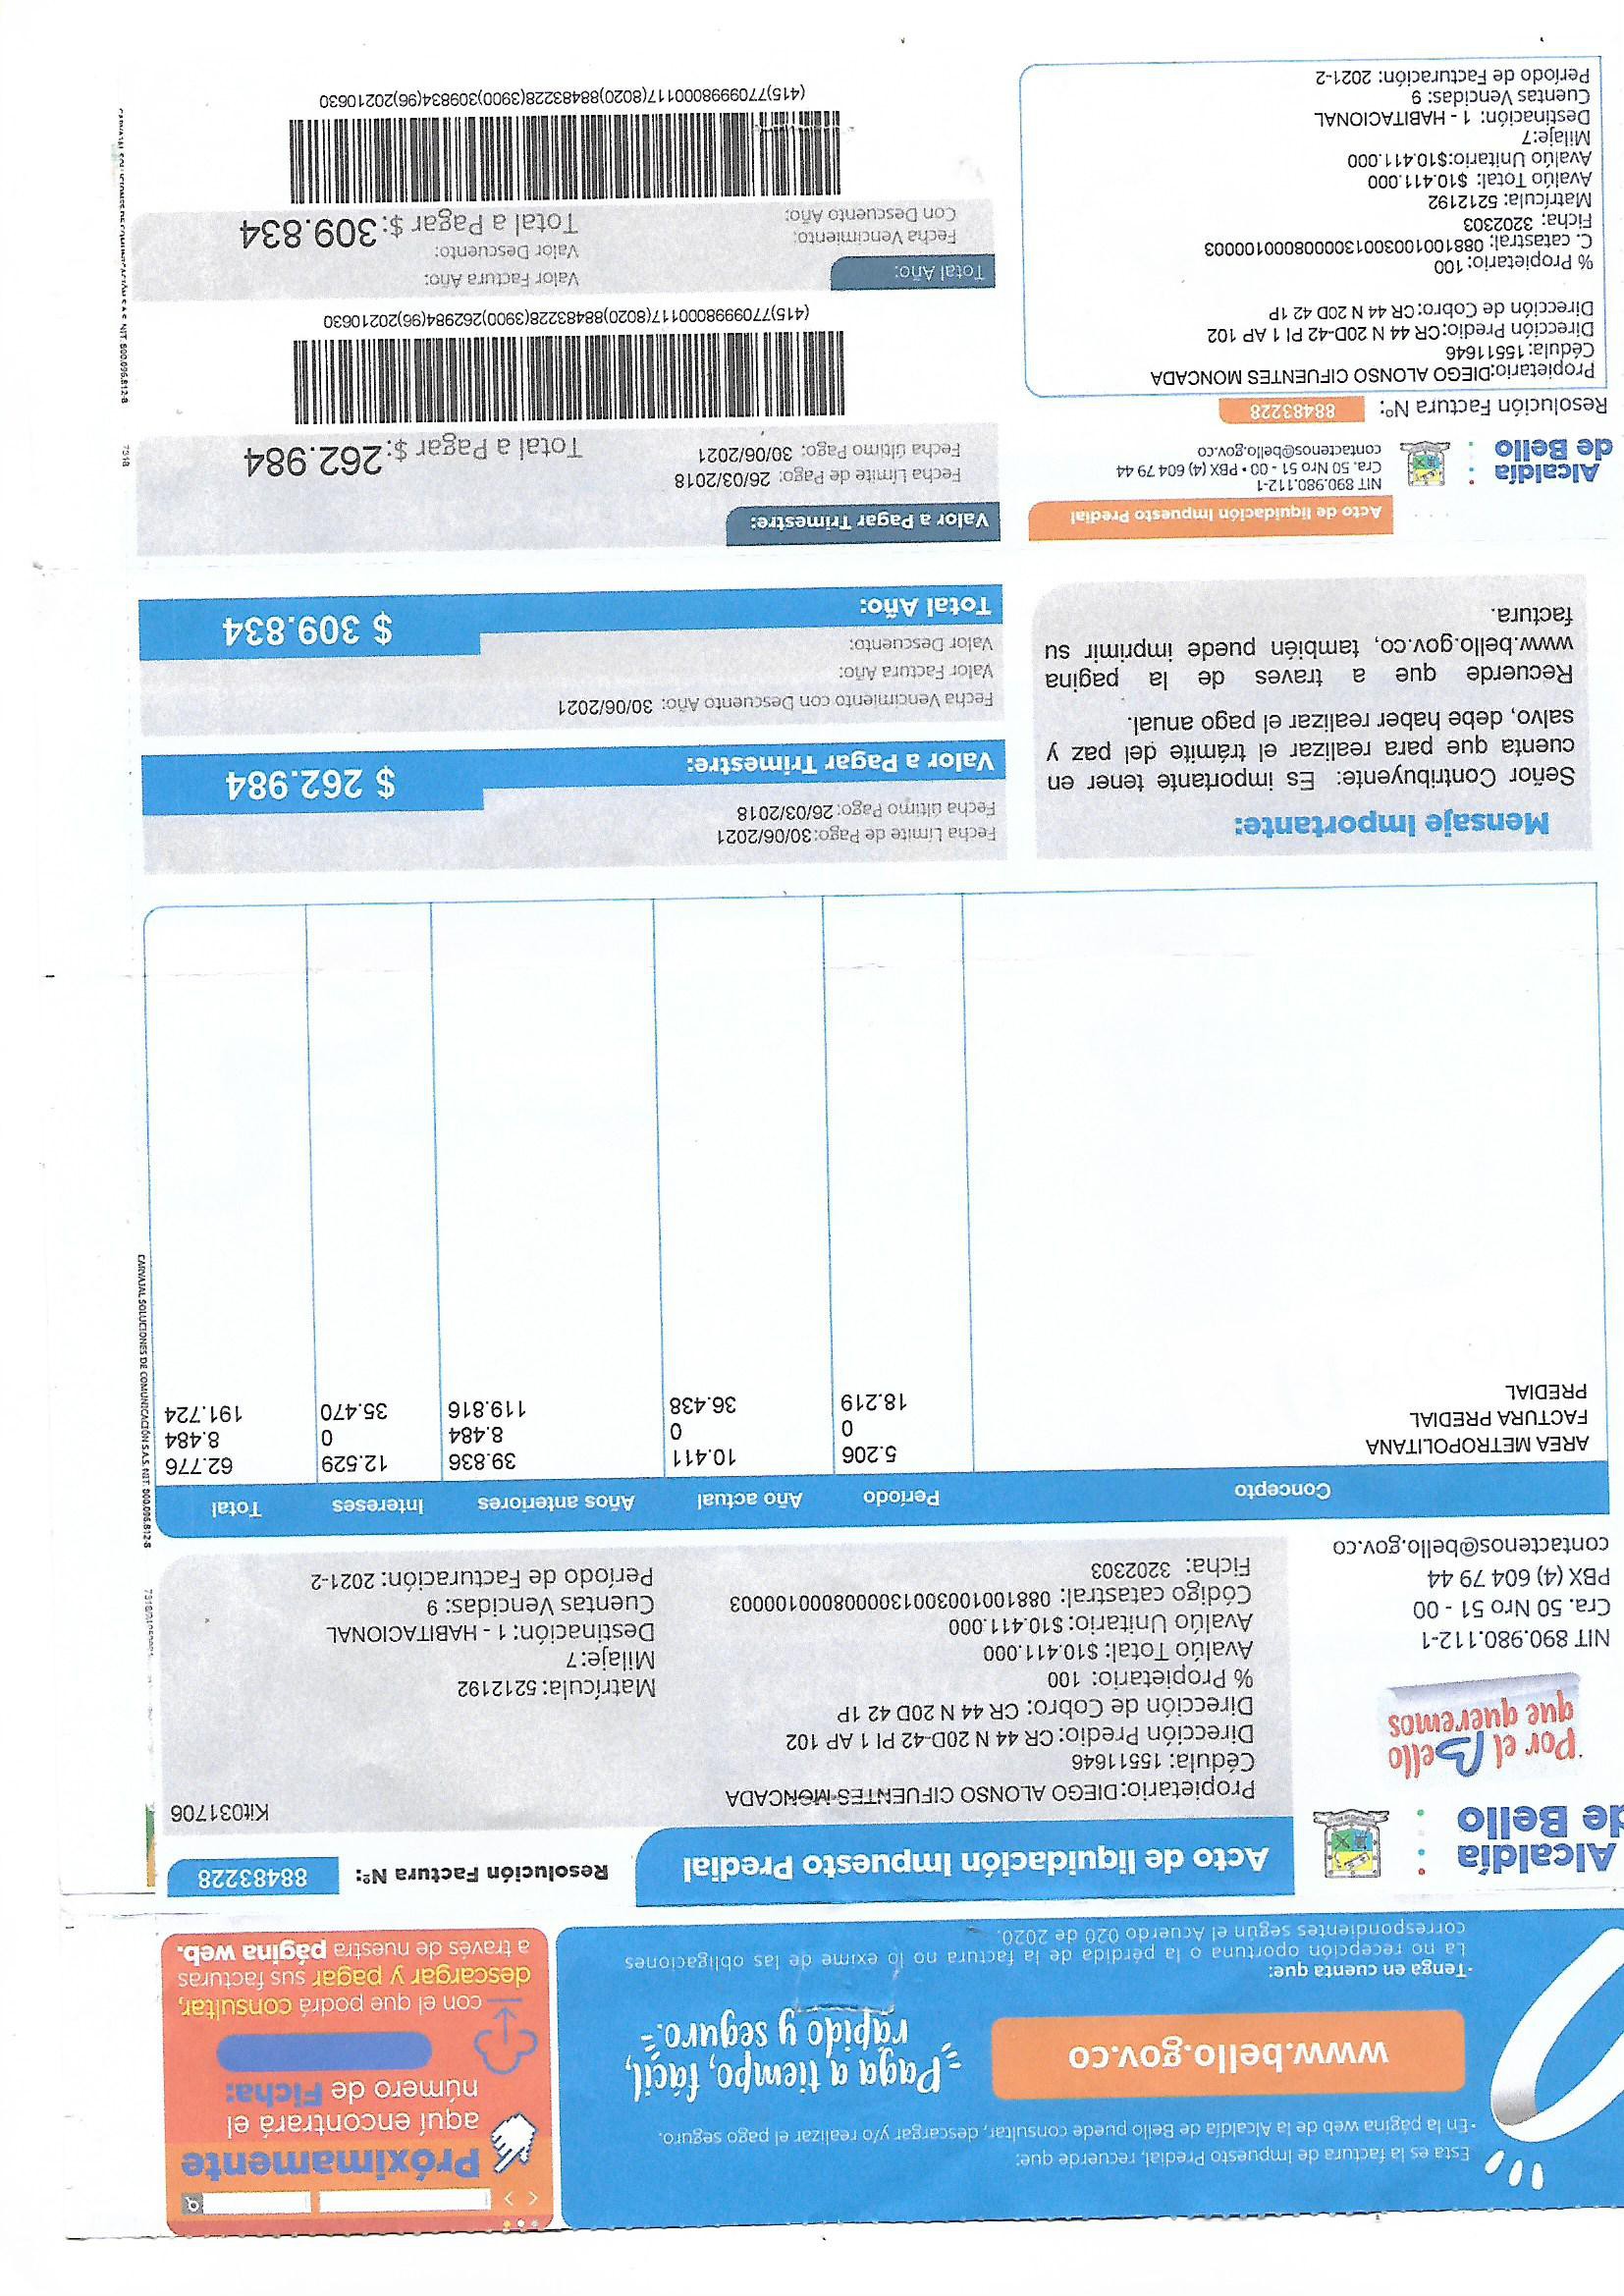 Esta es la factura de Impuesto Predial, recuerde que:
•En la página web de la Alcaldía de Bello puede consultar, descargar y/o realizar el pago seguro.
www.bello.gov.co
Paga a tiempo, fácil,
rápido y seguro.
•Tenga en cuenta que:
La no recepción oportuna o la pérdida de la factura no lo exime de las obligaciones
correspondientes según el Acuerdo 020 de 2020.
Próximamente
aquí encontrará el
número de Ficha:
con el que podrá consultar,
descargar y pagar sus facturas
a través de nuestra página web.
Alcaldía
de Bello
Por el Bello
que queremos
NIT 890.980.112-1
Cra. 50 Nro 51 - 00
PBX (4) 604 79 44
contactenos@bello.gov.co
Acto de liquidación Impuesto Predial
Resolución Factura Nº: 88483228
Kit031706
Propietario: DIEGO ALONSO CIFUENTES MONCADA
Cédula: 15511646
Dirección Predio: CR 44 N 20D-42 PI 1 AP 102
Dirección de Cobro: CR 44 N 20D 42 1P
% Propietario: 100
Avalúo Total: $10.411.000
Avalúo Unitario: $10.411.000
Código catastral: 0881001003001300008000100003
Ficha: 3202303
Matrícula: 5212192
Milaje: 7
Destinación: 1 - HABITACIONAL
Cuentas Vencidas: 9
Período de Facturación: 2021-2
Concepto Período Año actual Años anteriores Intereses Total
AREA METROPOLITANA 5.206 10.411 39.836 12.529 62.776
FACTURA PREDIAL 0 0 8.484 0 8.484
PREDIAL 18.219 36.438 119.816 35.470 191.724
CARVAJAL SOLUCIONES DE COMUNICACIÓN S.A.S. NIT. 800.096.812-8
Mensaje Importante:
Señor Contribuyente: Es importante tener en
cuenta que para realizar el trámite del paz y
salvo, debe haber realizar el pago anual.
Recuerde que a traves de la pagina
www.bello.gov.co, también puede imprimir su
factura.
Fecha Límite de Pago: 30/06/2021
Fecha último Pago: 26/03/2018
Valor a Pagar Trimestre: $ 262.984
Fecha Vencimiento con Descuento Año: 30/06/2021
Valor Factura Año:
Valor Descuento:
Total Año: $ 309.834
Acto de liquidación Impuesto Predial
Alcaldía
de Bello
NIT 890.980.112-1
Cra. 50 Nro 51 - 00 • PBX (4) 604 79 44
contactenos@bello.gov.co
Resolución Factura Nº: 88483228
Propietario:DIEGO ALONSO CIFUENTES MONCADA
Cédula: 15511646
Dirección Predio:CR 44 N 20D-42 PI 1 AP 102
Dirección de Cobro:CR 44 N 20D 42 1P
% Propietario: 100
C. catastral: 0881001003001300008000100003
Ficha: 3202303
Matrícula: 5212192
Avalúo Total: $10.411.000
Avalúo Unitario:$10.411.000
Milaje:7
Destinación: 1 - HABITACIONAL
Cuentas Vencidas: 9
Periodo de Facturación: 2021-2
Valor a Pagar Trimestre:
Fecha Límite de Pago: 26/03/2018
Fecha último Pago: 30/06/2021
Total a Pagar $: 262.984
(415)7709998000117(8020)88483228(3900)262984(96)20210630
Total Año:
Fecha Vencimiento:
Con Descuento Año:
Valor Factura Año:
Valor Descuento:
Total a Pagar $: 309.834
(415)7709998000117(8020)88483228(3900)309834(96)20210630
7518